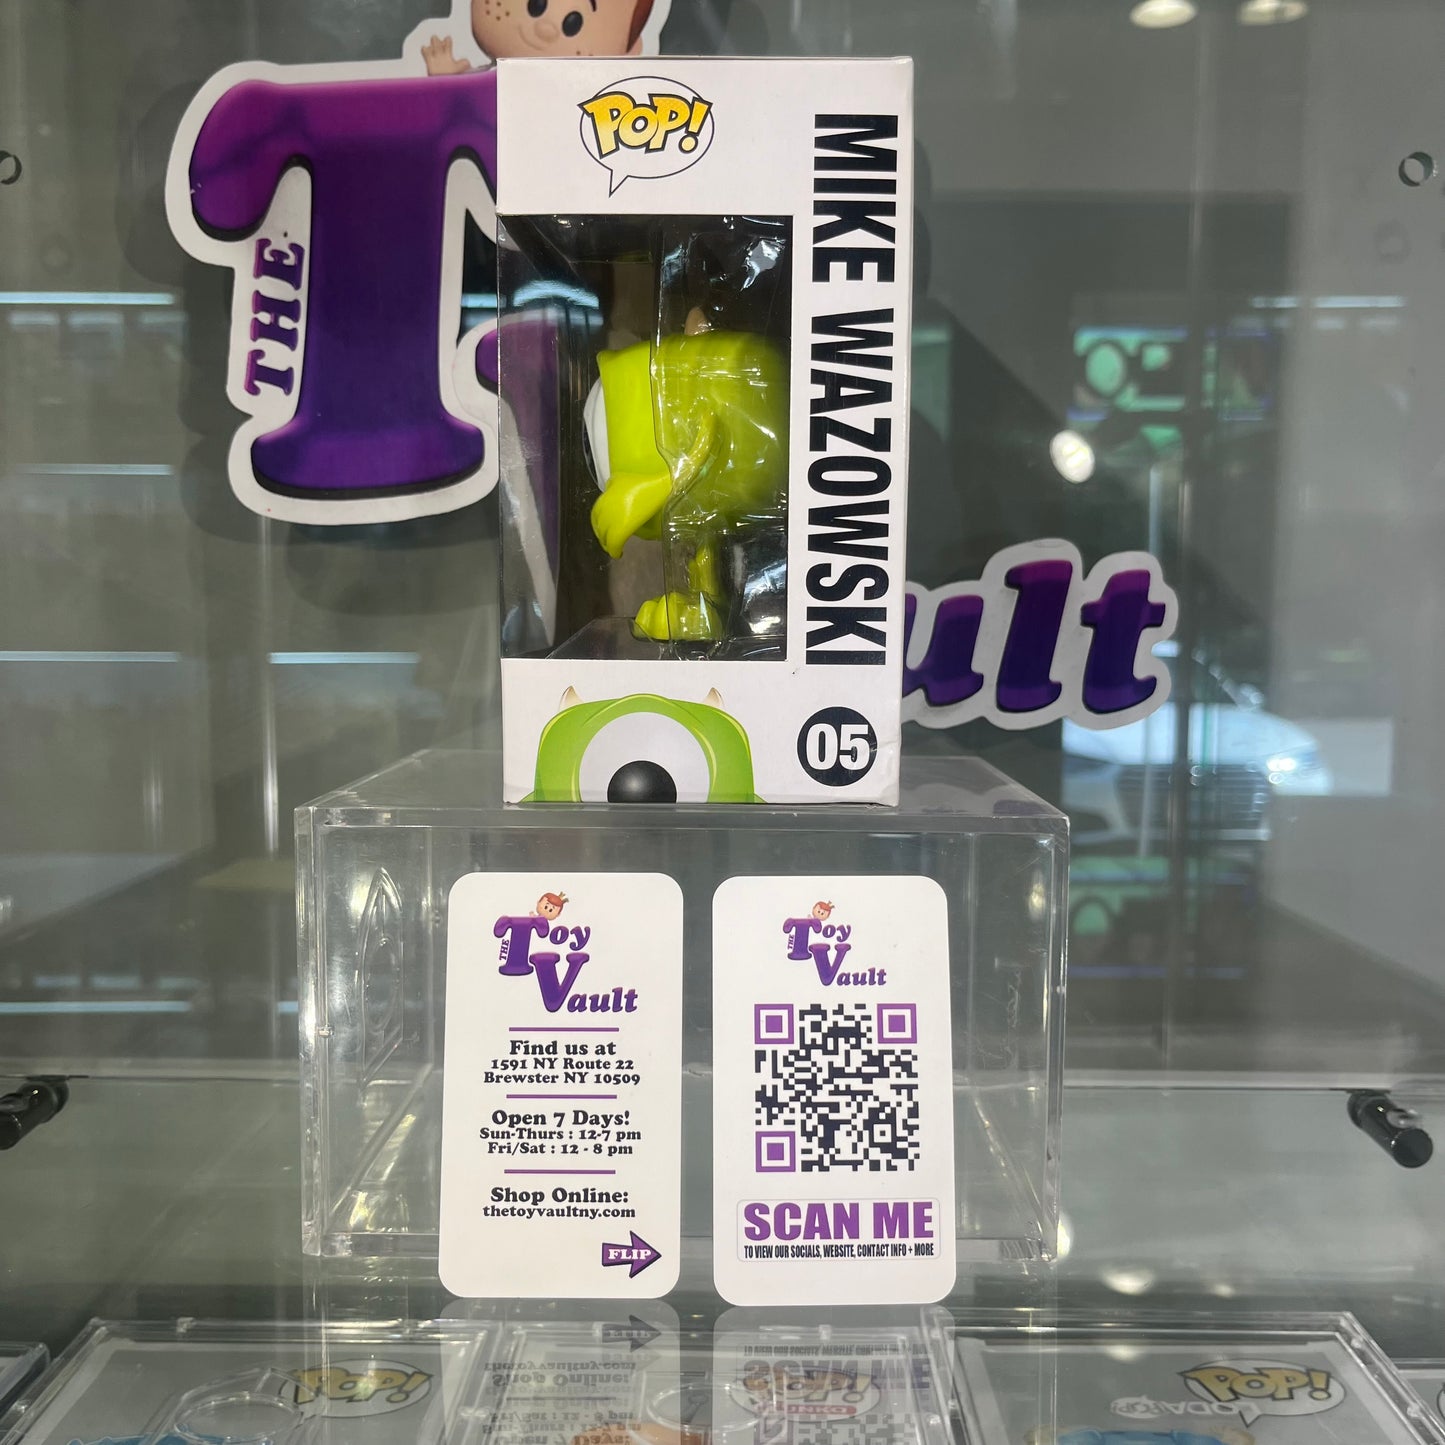 POP!
MIKE WAZOWSKI
05
THE
T
ult
THE Toy
Vault
Find us at
1591 NY Route 22
Brewster NY 10509
Open 7 Days!
Sun-Thurs : 12-7 pm
Fri/Sat : 12 - 8 pm
Shop Online:
thetoyvaultny.com
FLIP
THE Toy
Vault
SCAN ME
TO VIEW OUR SOCIALS, WEBSITE, CONTACT INFO + MORE
POP!
POP!